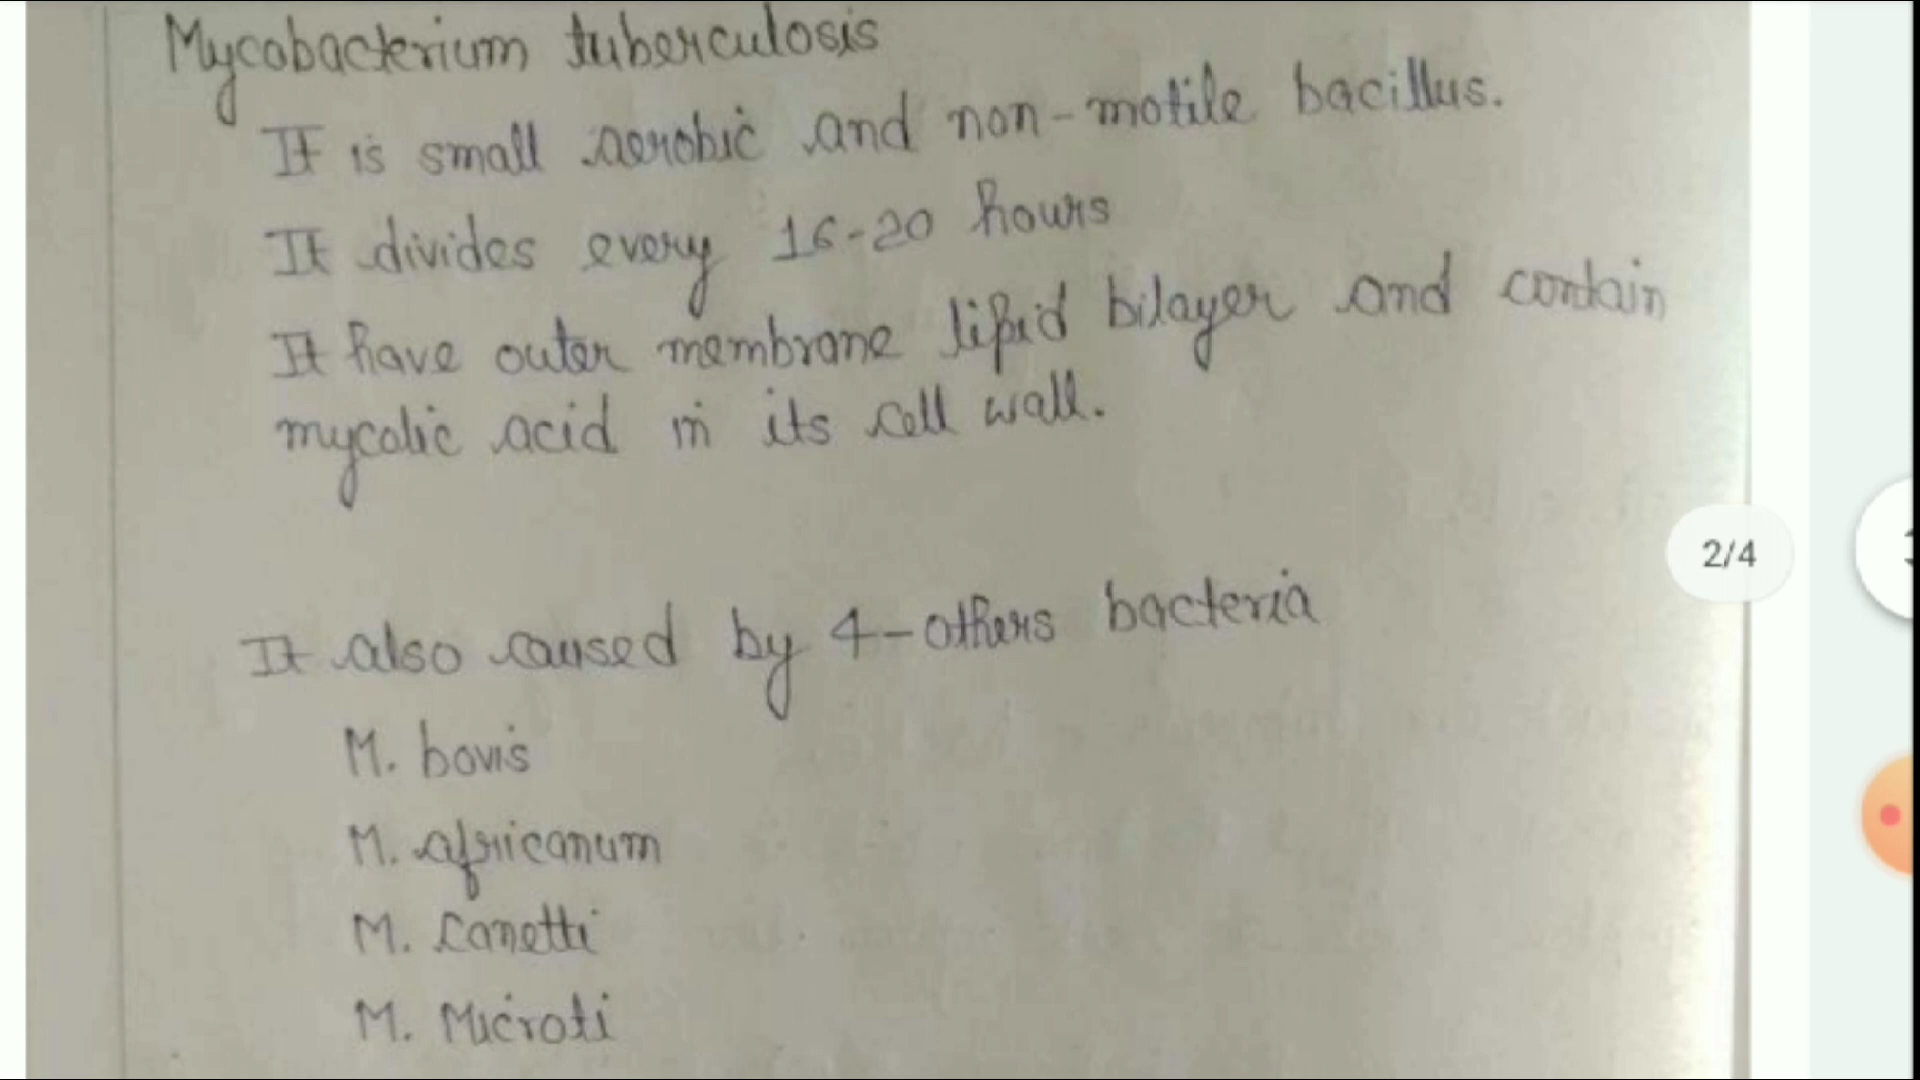 Mycobacterium tuberculosis
It is small aerobic and non-motile bacillus.
It divides every 16-20 hours
It have outer membrane lipid bilayer and contain
mycolic acid in its cell wall.
It also caused by 4-others bacteria
M. bovis
M. africanum
M. Canetti
M. Microti
2/4